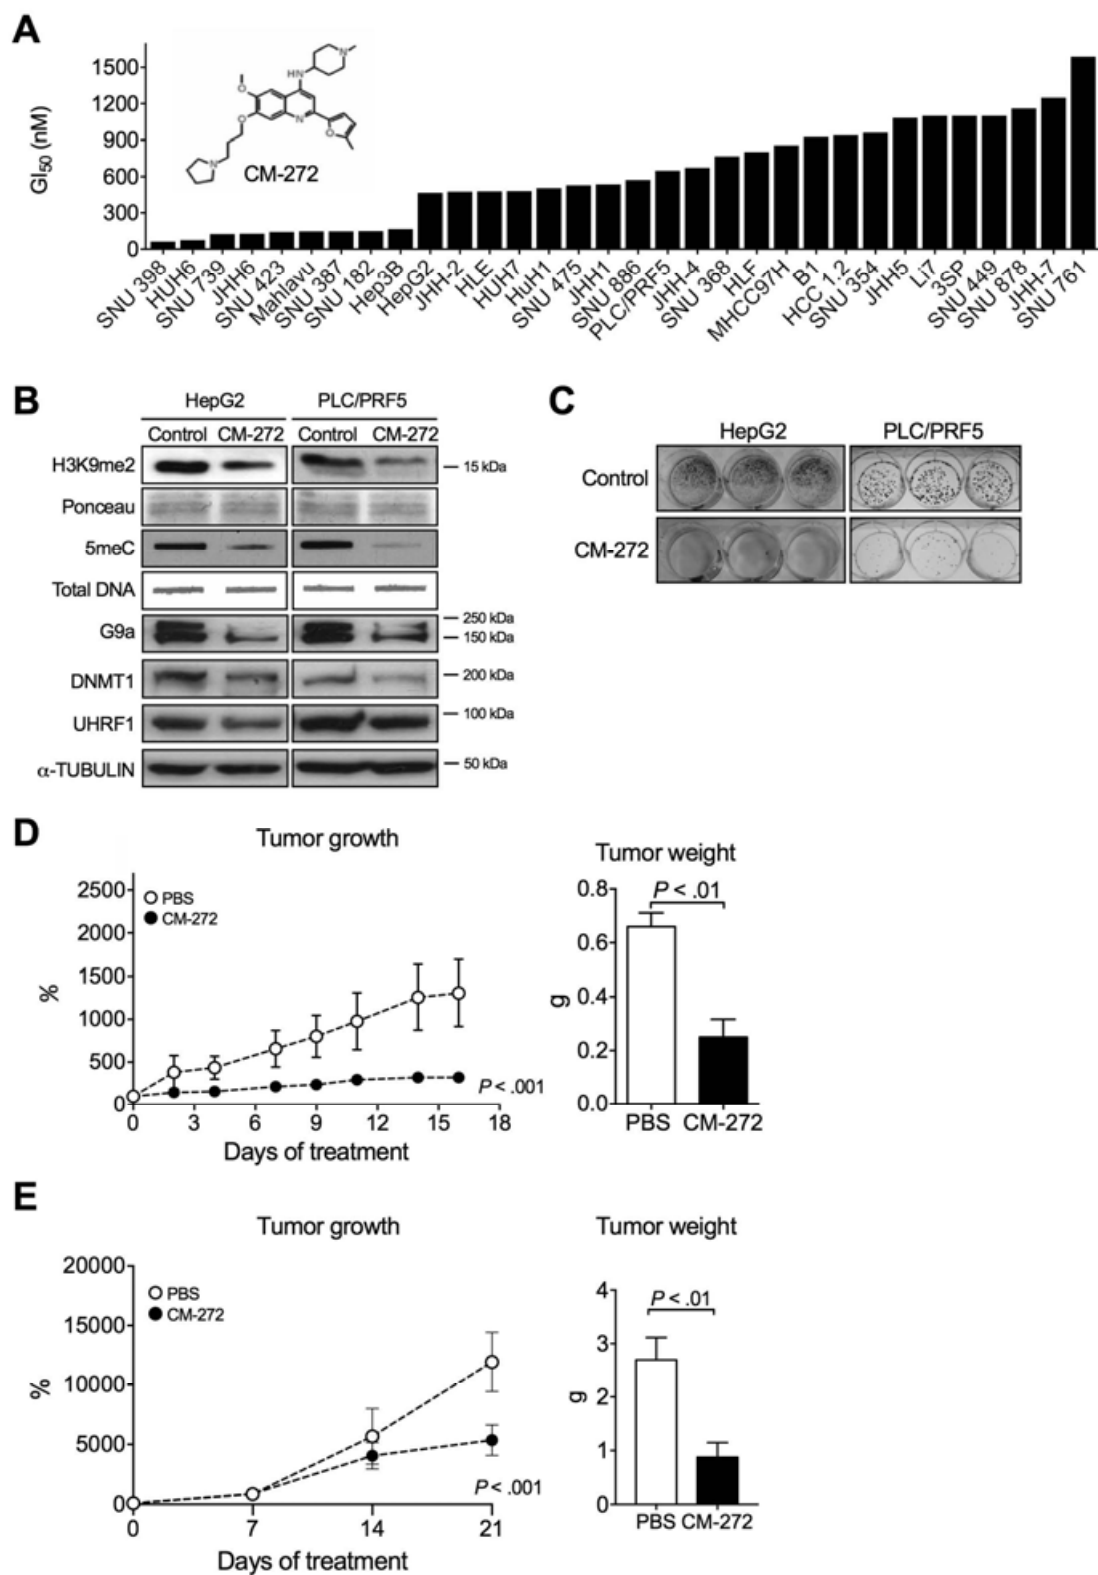 A
GI50 (nM)
1500
1200
900
600
300
0
HN
N
O
O
N
O
N
CM-272
SNU 398
HUH6
SNU 739
JHH6
SNU 423
Mahlavu
SNU 387
SNU 182
Hep3B
HepG2
JHH-2
HLE
HUH7
HUH1
SNU 475
JHH1
SNU 886
PLC/PRF5
JHH-4
SNU 368
HLF
MHCC97H
B1
HCC 1.2
SNU 354
JHH5
Li7
3SP
SNU 449
SNU 878
JHH-7
SNU 761
B
HepG2 PLC/PRF5
Control CM-272 Control CM-272
H3K9me2
15 kDa
Ponceau
5meC
Total DNA
G9a
250 kDa
150 kDa
DNMT1
200 kDa
UHRF1
100 kDa
α-TUBULIN
50 kDa
C
HepG2 PLC/PRF5
Control
CM-272
D
Tumor growth
%
2500
2000
1500
1000
500
0
PBS
CM-272
P < .001
0 3 6 9 12 15 18
Days of treatment
Tumor weight
g
0.8
0.6
0.4
0.2
0.0
P < .01
PBS CM-272
E
Tumor growth
%
20000
15000
10000
5000
0
PBS
CM-272
P < .001
0 7 14 21
Days of treatment
Tumor weight
g
4
3
2
1
0
P < .01
PBS CM-272